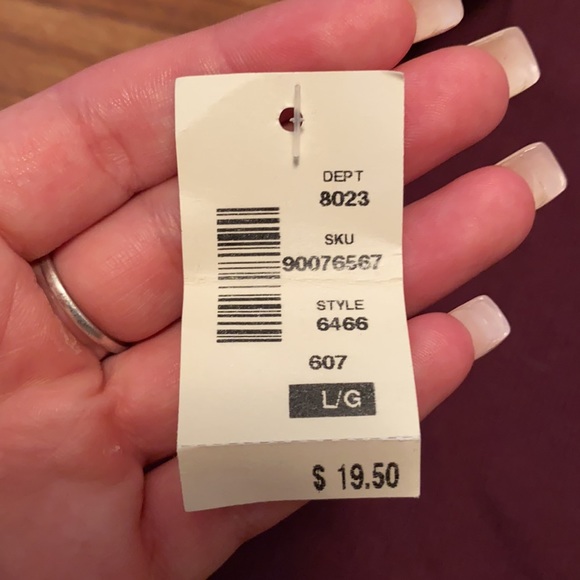 DEPT
8023
SKU
90076567
STYLE
6466
607
L/G
$ 19.50